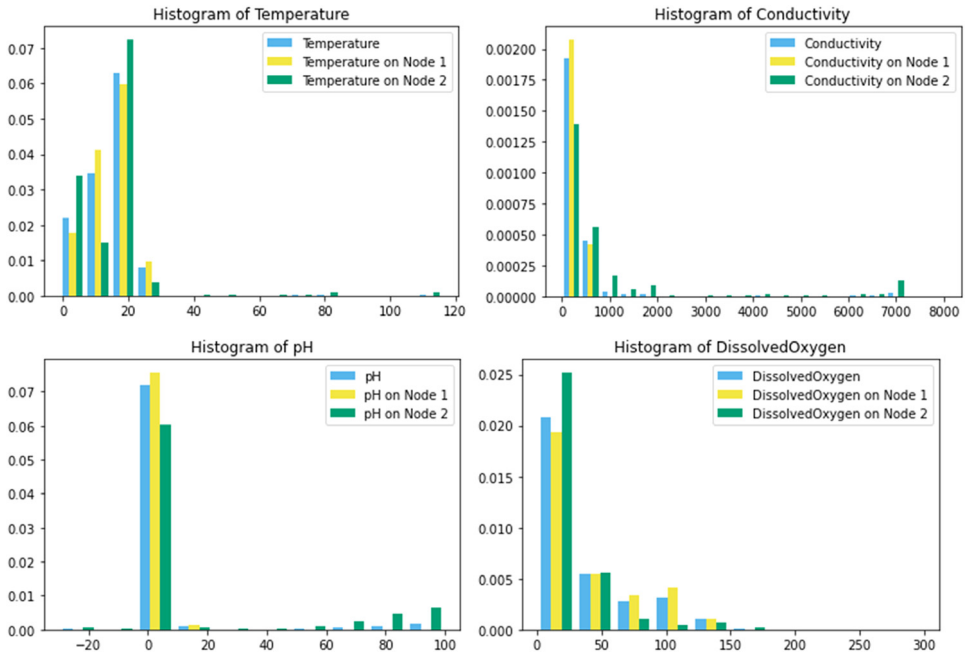 Histogram of Temperature
0.07
0.06
0.05
0.04
0.03
0.02
0.01
0.00
0 20 40 60 80 100 120
Temperature
Temperature on Node 1
Temperature on Node 2
Histogram of Conductivity
0.00200
0.00175
0.00150
0.00125
0.00100
0.00075
0.00050
0.00025
0.00000
0 1000 2000 3000 4000 5000 6000 7000 8000
Conductivity
Conductivity on Node 1
Conductivity on Node 2
Histogram of pH
0.07
0.06
0.05
0.04
0.03
0.02
0.01
0.00
−20 0 20 40 60 80 100
pH
pH on Node 1
pH on Node 2
Histogram of DissolvedOxygen
0.025
0.020
0.015
0.010
0.005
0.000
0 50 100 150 200 250 300
DissolvedOxygen
DissolvedOxygen on Node 1
DissolvedOxygen on Node 2